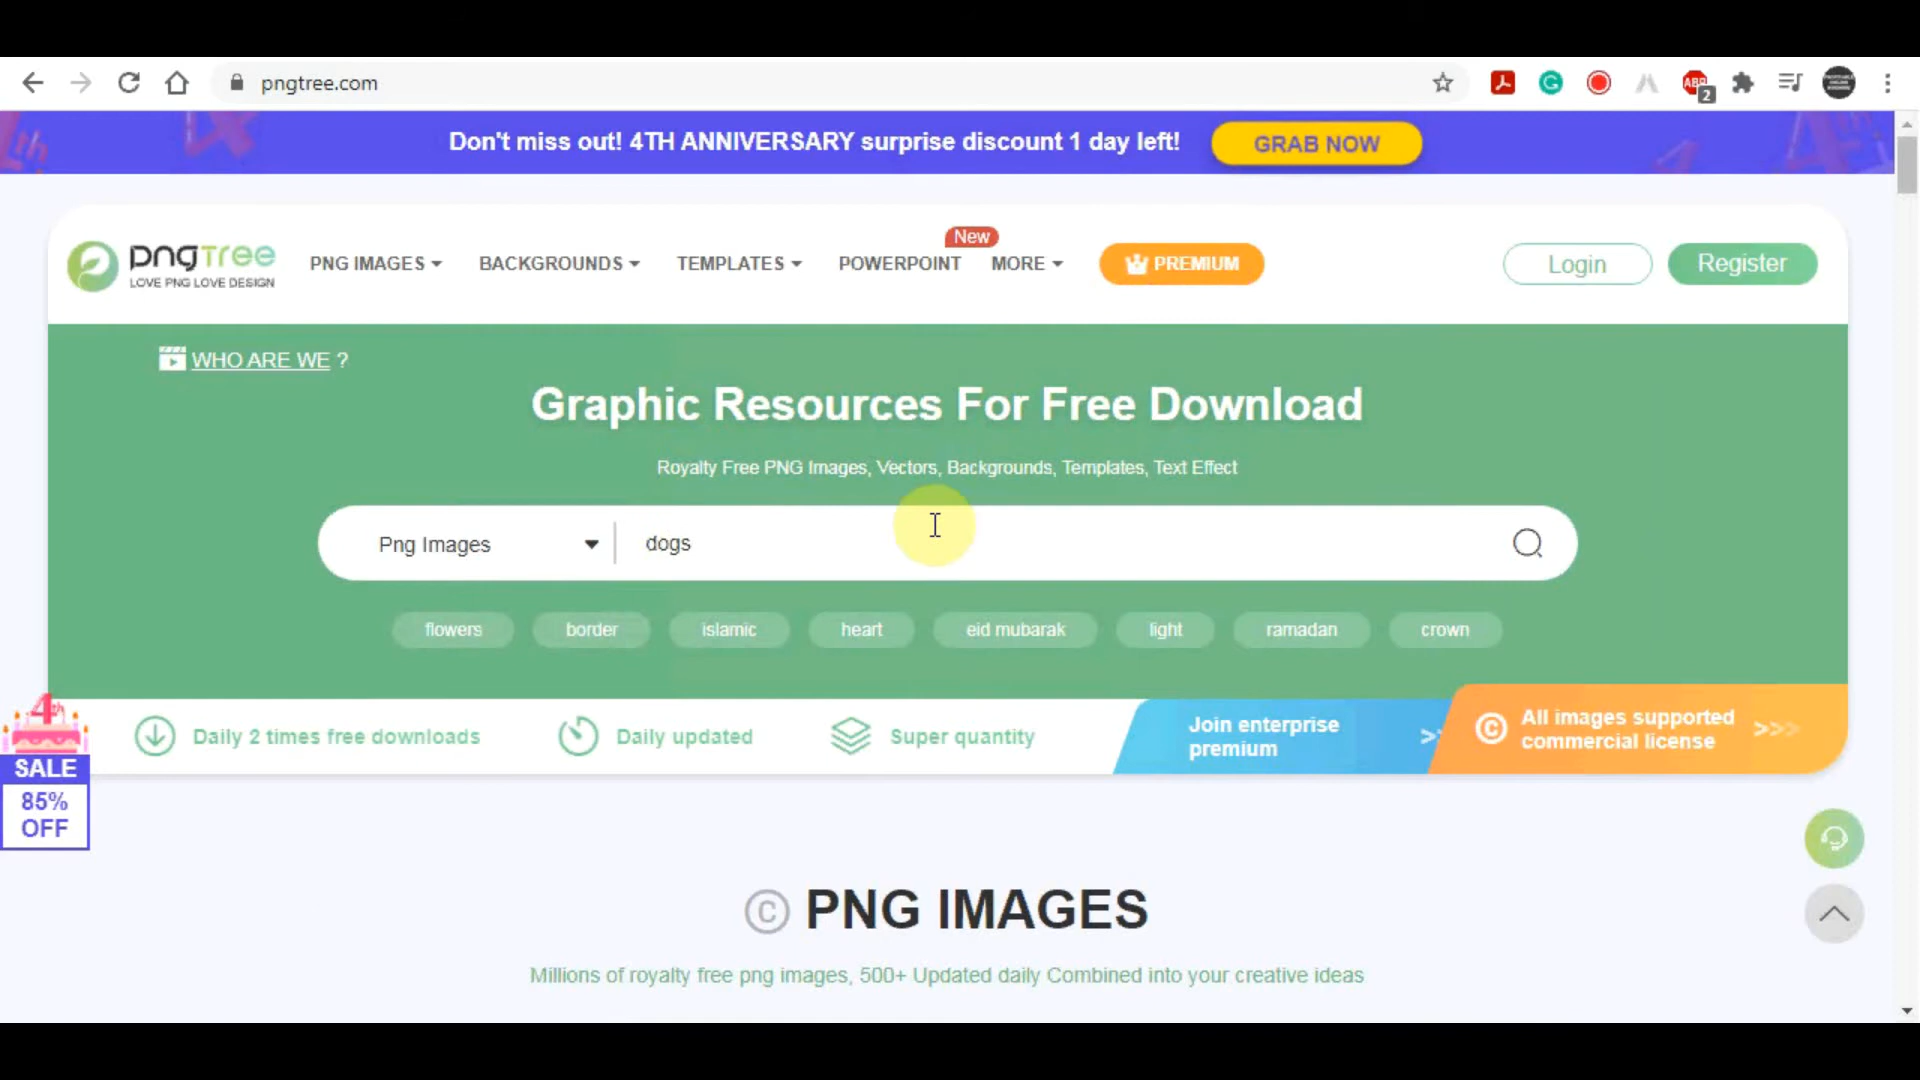 pngtree.com
ABP
2
Don't miss out! 4TH ANNIVERSARY surprise discount 1 day left!
GRAB NOW
pngtree
LOVE PNG LOVE DESIGN
PNG IMAGES
BACKGROUNDS
TEMPLATES
New
POWERPOINT
MORE
PREMIUM
Login
Register
WHO ARE WE ?
Graphic Resources For Free Download
Royalty Free PNG Images, Vectors, Backgrounds, Templates, Text Effect
Png Images
dogs
flowers
border
islamic
heart
eid mubarak
light
ramadan
crown
4th
SALE
85%
OFF
Daily 2 times free downloads
Daily updated
Super quantity
Join enterprise
premium
© All images supported
commercial license
© PNG IMAGES
Millions of royalty free png images, 500+ Updated daily Combined into your creative ideas